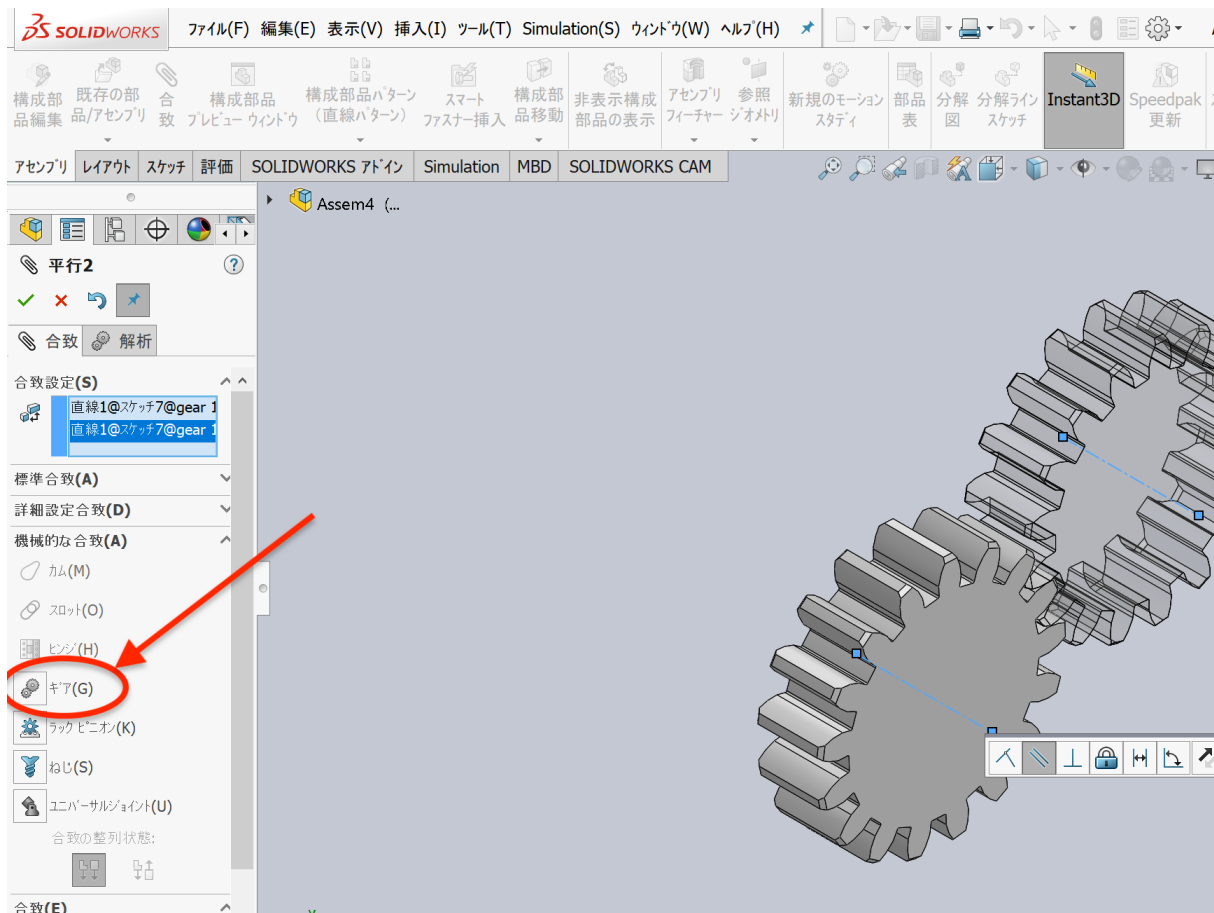 SOLIDWORKS ファイル(F) 編集(E) 表示(V) 挿入(I) ツール(T) Simulation(S) ウィンドウ(W) ヘルプ(H)
構成部品編集
既存の部品/アセンブリ
合致
構成部品プレビュー ウィンドウ
構成部品パターン（直線パターン）
スマート ファスナー挿入
構成部品移動
非表示構成部品の表示
アセンブリ フィーチャー
参照ジオメトリ
新規のモーション スタディ
部品表
分解図
分解ライン スケッチ
Instant3D
Speedpak 更新
アセンブリ レイアウト スケッチ 評価 SOLIDWORKS アドイン Simulation MBD SOLIDWORKS CAM
Assem4 (...
平行2
合致 解析
合致設定(S)
直線1@スケッチ7@gear 1
直線1@スケッチ7@gear 1
標準合致(A)
詳細設定合致(D)
機械的な合致(A)
カム(M)
スロット(O)
ヒンジ(H)
ギア(G)
ラック ピニオン(K)
ねじ(S)
ユニバーサルジョイント(U)
合致の整列状態:
合致(E)